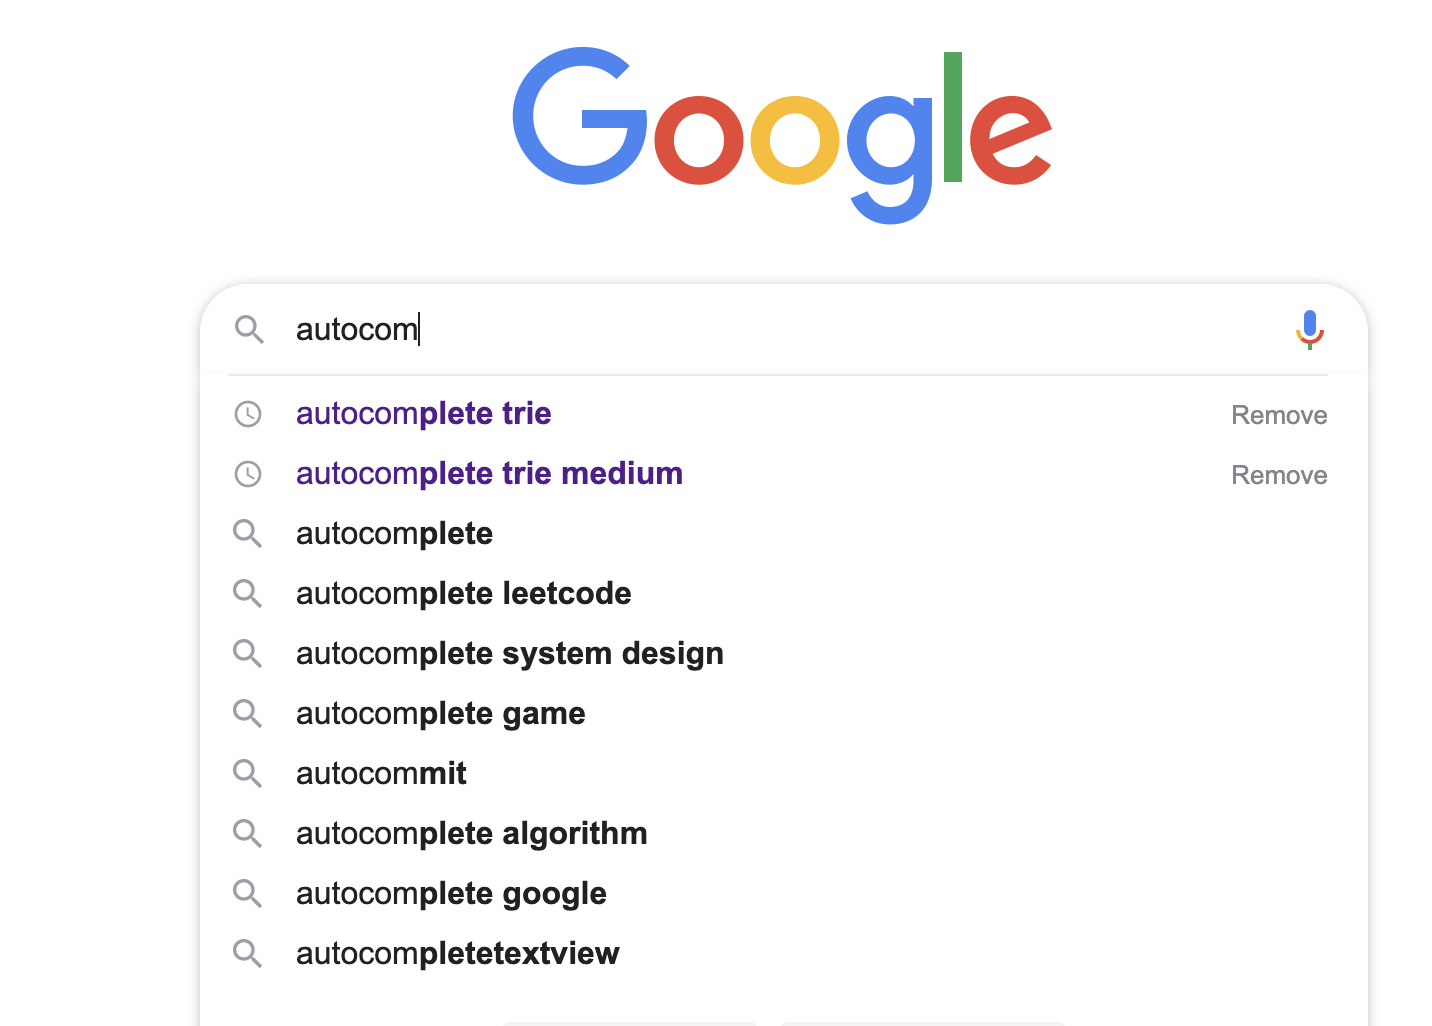 Google
autocom
autocomplete trie Remove
autocomplete trie medium Remove
autocomplete
autocomplete leetcode
autocomplete system design
autocomplete game
autocommit
autocomplete algorithm
autocomplete google
autocompletetextview